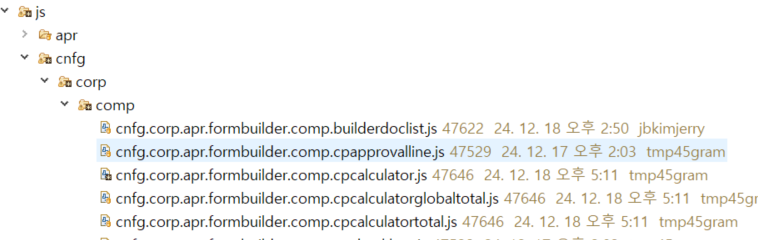 js
apr
cnfg
corp
comp
cnfg.corp.apr.formbuilder.comp.builderdoclist.js 47622 24. 12. 18 오후 2:50 jbkimjerry
cnfg.corp.apr.formbuilder.comp.cpapprovalline.js 47529 24. 12. 17 오후 2:03 tmp45gram
cnfg.corp.apr.formbuilder.comp.cpcalculator.js 47646 24. 12. 18 오후 5:11 tmp45gram
cnfg.corp.apr.formbuilder.comp.cpcalculatorglobaltotal.js 47646 24. 12. 18 오후 5:11 tmp45gr
cnfg.corp.apr.formbuilder.comp.cpcalculatortotal.js 47646 24. 12. 18 오후 5:11 tmp45gram